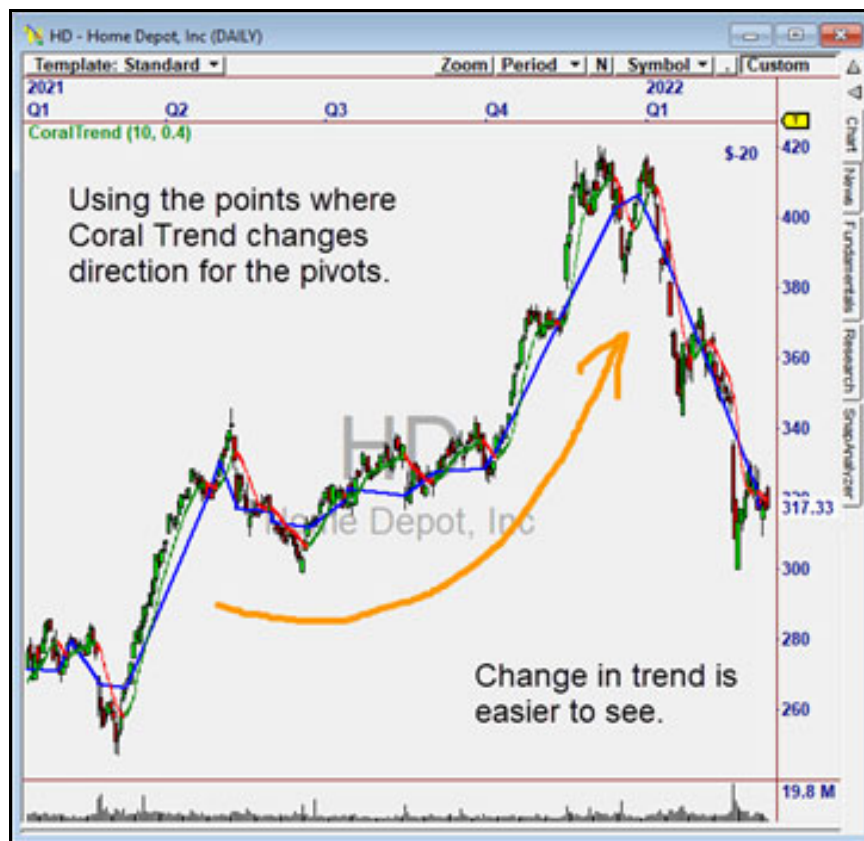 HD - Home Depot, Inc (DAILY)
Template: Standard Zoom Period N Symbol . Custom
2021 2022
Q1 Q2 Q3 Q4 Q1
CoralTrend (10, 0.4)
T
$-20
420
Using the points where
Coral Trend changes
direction for the pivots.
400
380
360
340
HD
320
317.33
Home Depot, Inc
300
280
Change in trend is
easier to see.
260
19.8 M
Chart
News
Fundamentals
Research
SnapAnalyzer